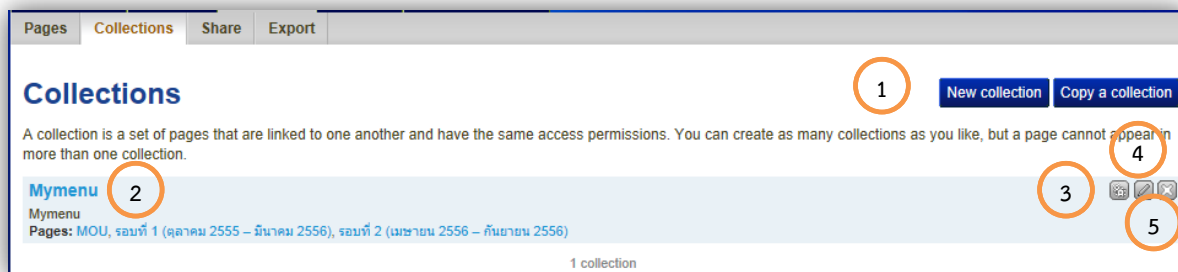 Pages Collections Share Export
Collections
1
New collection Copy a collection
A collection is a set of pages that are linked to one another and have the same access permissions. You can create as many collections as you like, but a page cannot appear in
more than one collection.
4
Mymenu 2
3
Mymenu
Pages: MOU, รอบที่ 1 (ตุลาคม 2555 – มีนาคม 2556), รอบที่ 2 (เมษายน 2556 – กันยายน 2556)
5
1 collection